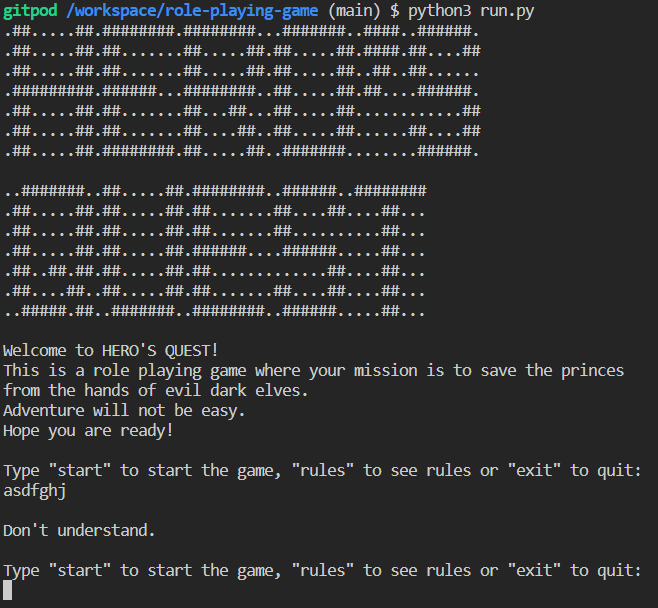 gitpod /workspace/role-playing-game (main) $ python3 run.py
.##.....##.########.########...#######..####..######.
.##.....##.##.......##.....##.##.....##.####.##....##
.##.....##.##.......##.....##.##.....##..##..##......
.#########.######...########..##.....##.##....######.
.##.....##.##.......##...##...##.....##............##
.##.....##.##.......##....##..##.....##......##....##
.##.....##.########.##.....##..#######........######.

..#######..##.....##.########..######..########
.##.....##.##.....##.##.......##....##....##...
.##.....##.##.....##.##.......##..........##...
.##.....##.##.....##.######....######.....##...
.##..##.##.##.....##.##.............##....##...
.##....##..##.....##.##.......##....##....##...
..#####.##..#######..########..######.....##...

Welcome to HERO'S QUEST!
This is a role playing game where your mission is to save the princes
from the hands of evil dark elves.
Adventure will not be easy.
Hope you are ready!

Type "start" to start the game, "rules" to see rules or "exit" to quit:
asdfghj

Don't understand.

Type "start" to start the game, "rules" to see rules or "exit" to quit: